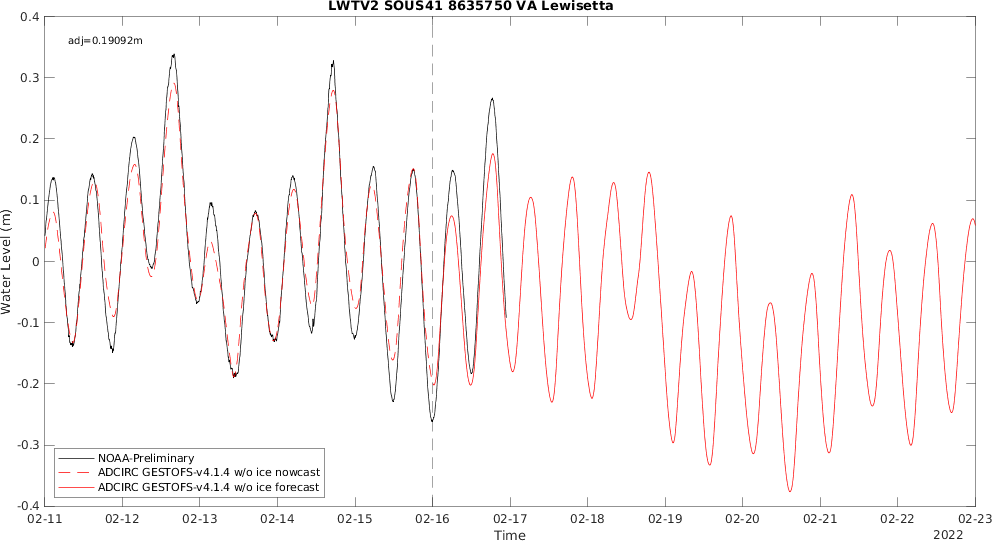 LWTV2 SOUS41 8635750 VA Lewisetta
adj=0.19092m
0.4
0.3
0.2
0.1
0
-0.1
-0.2
-0.3
-0.4
Water Level (m)
NOAA-Preliminary
ADCIRC GESTOFS-v4.1.4 w/o ice nowcast
ADCIRC GESTOFS-v4.1.4 w/o ice forecast
02-11 02-12 02-13 02-14 02-15 02-16 02-17 02-18 02-19 02-20 02-21 02-22 02-23
Time
2022